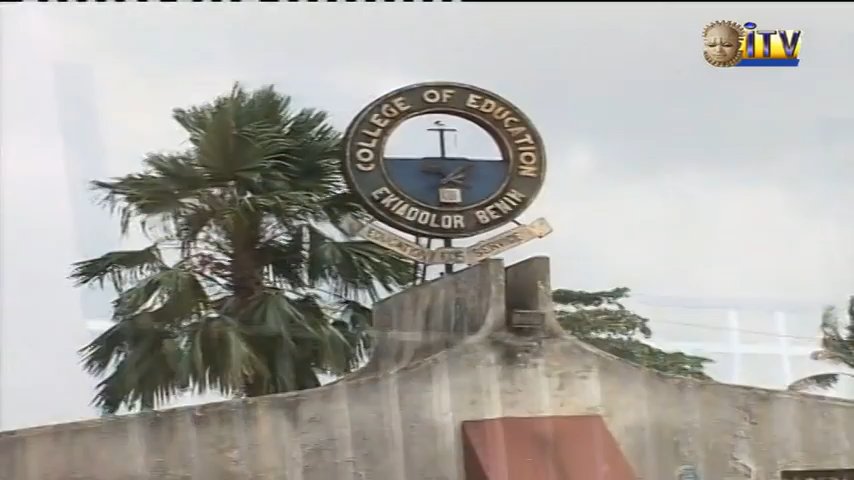 iTV
COLLEGE OF EDUCATION
EKIADOLOR BENIN
EDUCATION FOR SERVICE